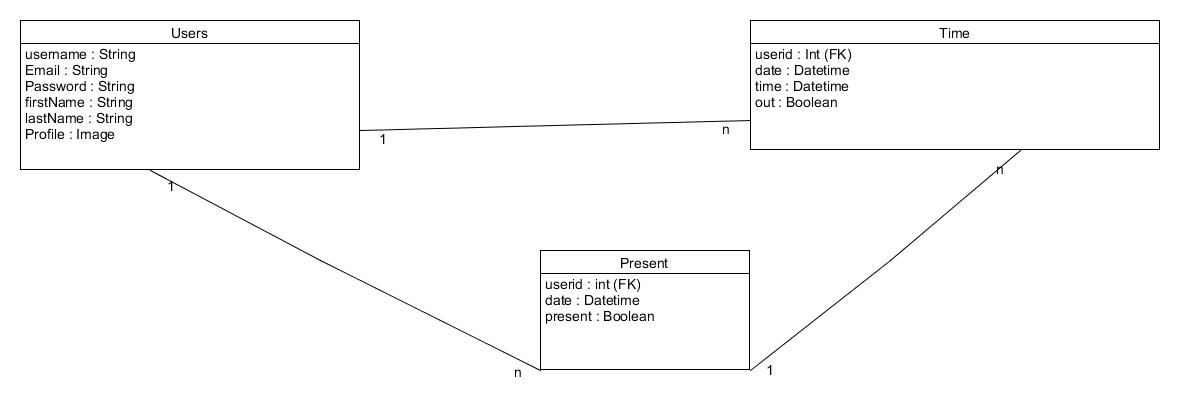 Users
username : String
Email : String
Password : String
firstName : String
lastName : String
Profile : Image
Time
userid : Int (FK)
date : Datetime
time : Datetime
out : Boolean
1
n
1
n
Present
userid : int (FK)
date : Datetime
present : Boolean
n
1